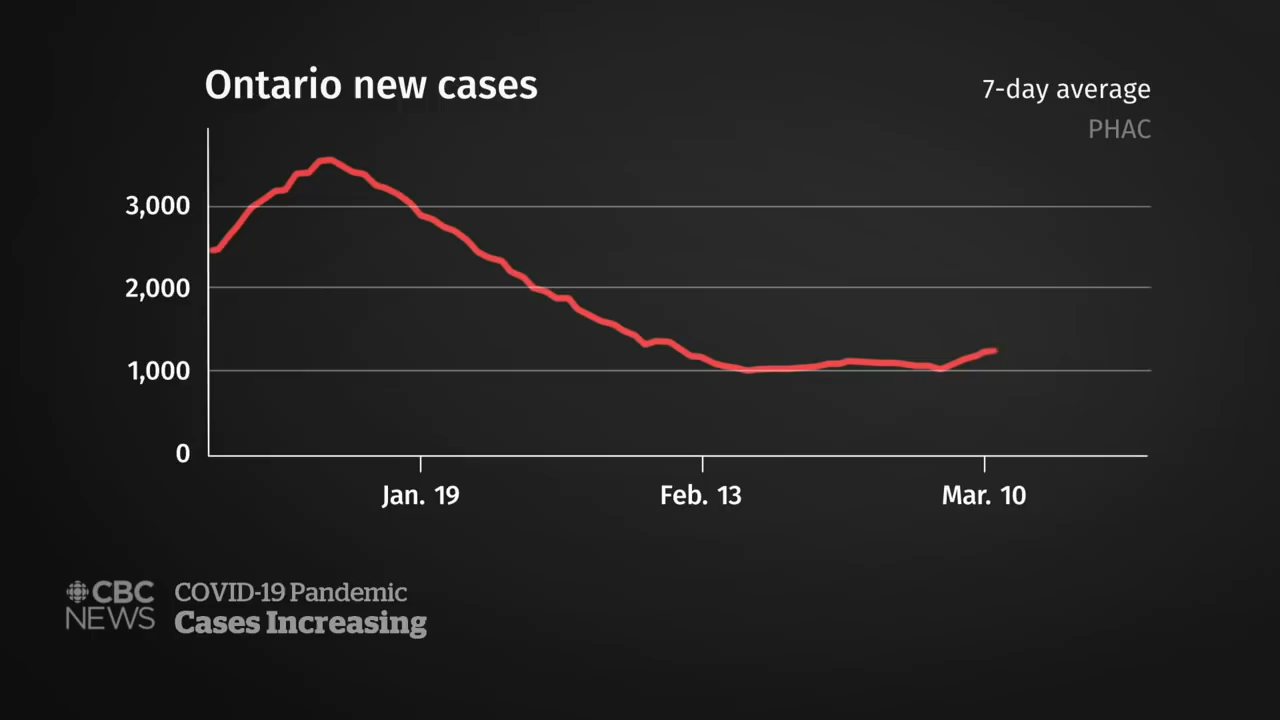 Ontario new cases
7-day average
PHAC
3,000
2,000
1,000
0
Jan. 19
Feb. 13
Mar. 10
CBC
NEWS
COVID-19 Pandemic
Cases Increasing